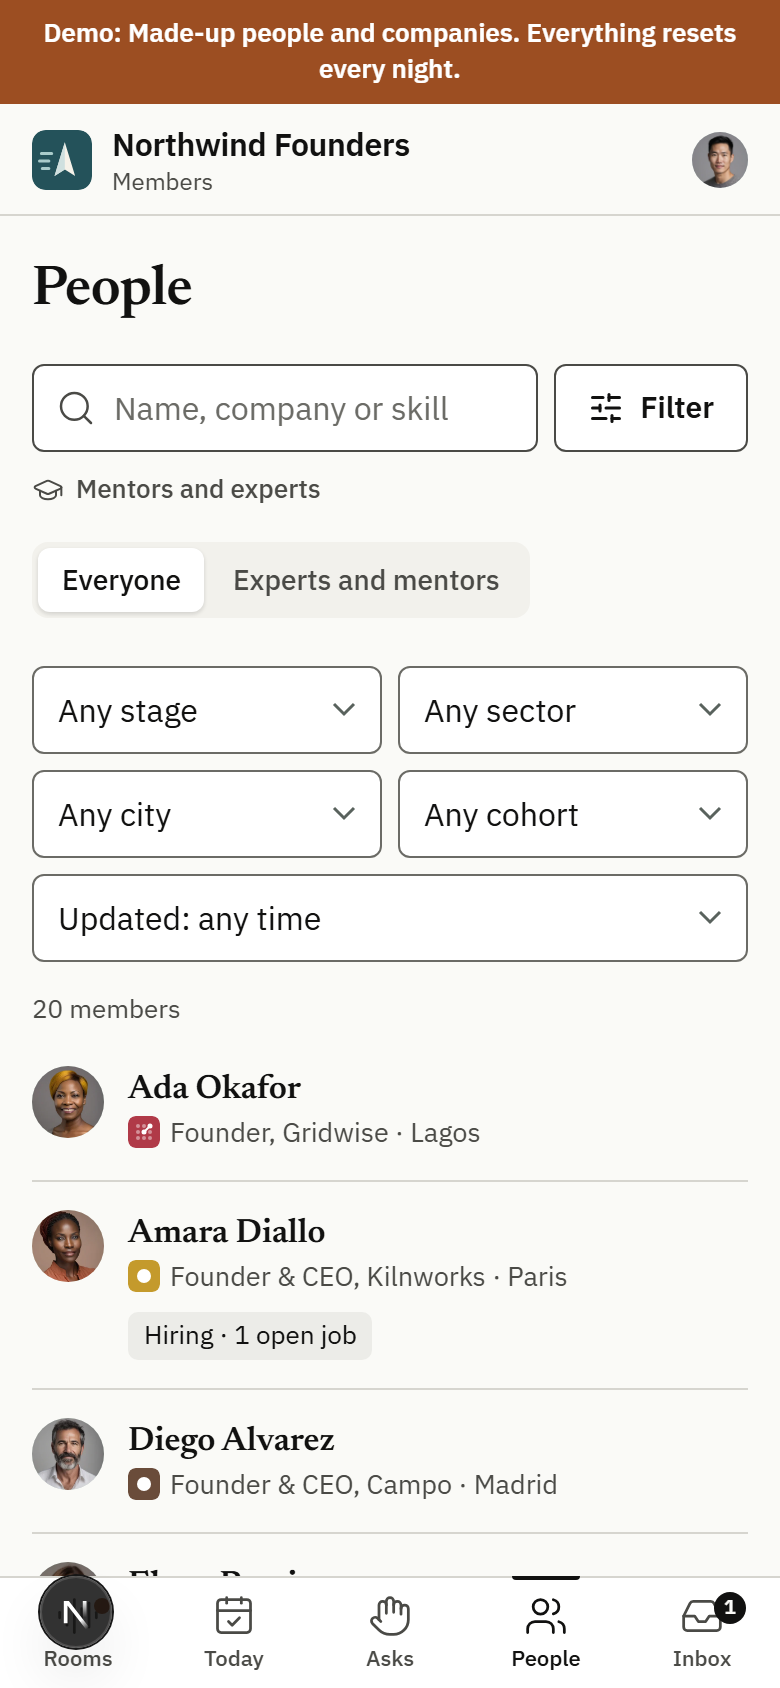 Demo: Made-up people and companies. Everything resets
every night.
Northwind Founders
Members
People
Name, company or skill
Filter
Mentors and experts
Everyone
Experts and mentors
Any stage
Any sector
Any city
Any cohort
Updated: any time
20 members
Ada Okafor
Founder, Gridwise · Lagos
Amara Diallo
Founder & CEO, Kilnworks · Paris
Hiring · 1 open job
Diego Alvarez
Founder & CEO, Campo · Madrid
N
1
Rooms
Today
Asks
People
Inbox